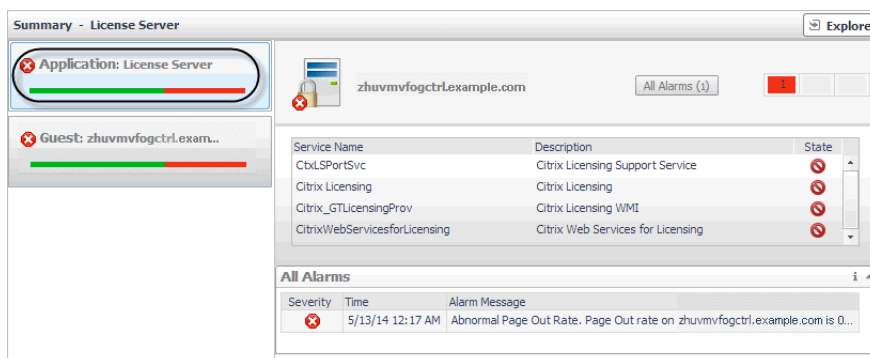 Summary - License Server
Explore
Application: License Server
Guest: zhuvmvfogctrl.exam...
zhuvmvfogctrl.example.com
All Alarms (1)
1
Service Name Description State
CtxLSPortSvc Citrix Licensing Support Service
Citrix Licensing Citrix Licensing
Citrix_GTLicensingProv Citrix Licensing WMI
CitrixWebServicesforLicensing Citrix Web Services for Licensing
All Alarms
i
Severity Time Alarm Message
5/13/14 12:17 AM Abnormal Page Out Rate. Page Out rate on zhuvmvfogctrl.example.com is 0...